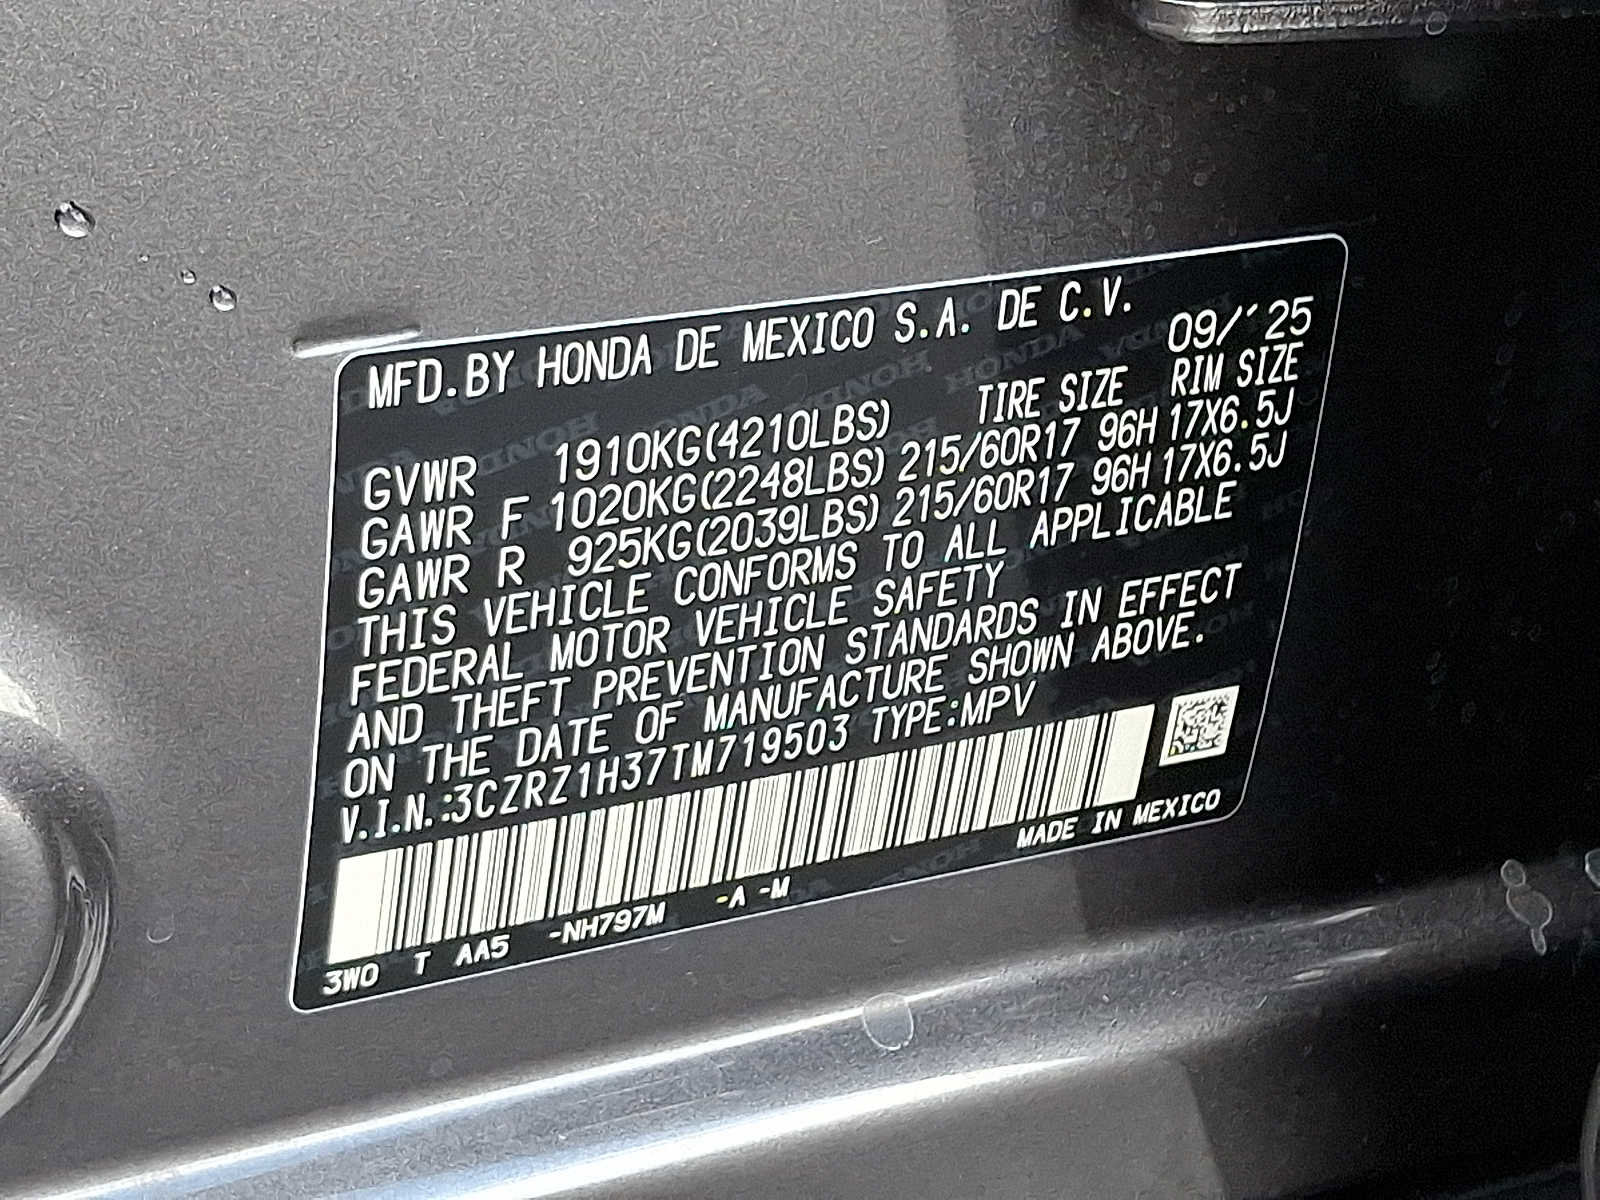 MFD.BY HONDA DE MEXICO S.A. DE C.V.
09/'25
TIRE SIZE RIM SIZE
GVWR 1910KG(4210LBS)
GAWR F 1020KG(2248LBS) 215/60R17 96H 17X6.5J
GAWR R 925KG(2039LBS) 215/60R17 96H 17X6.5J
THIS VEHICLE CONFORMS TO ALL APPLICABLE
FEDERAL MOTOR VEHICLE SAFETY
AND THEFT PREVENTION STANDARDS IN EFFECT
ON THE DATE OF MANUFACTURE SHOWN ABOVE.
V.I.N.:3CZRZ1H37TM719503 TYPE:MPV
MADE IN MEXICO
3W0 T AA5 -NH797M -A -M